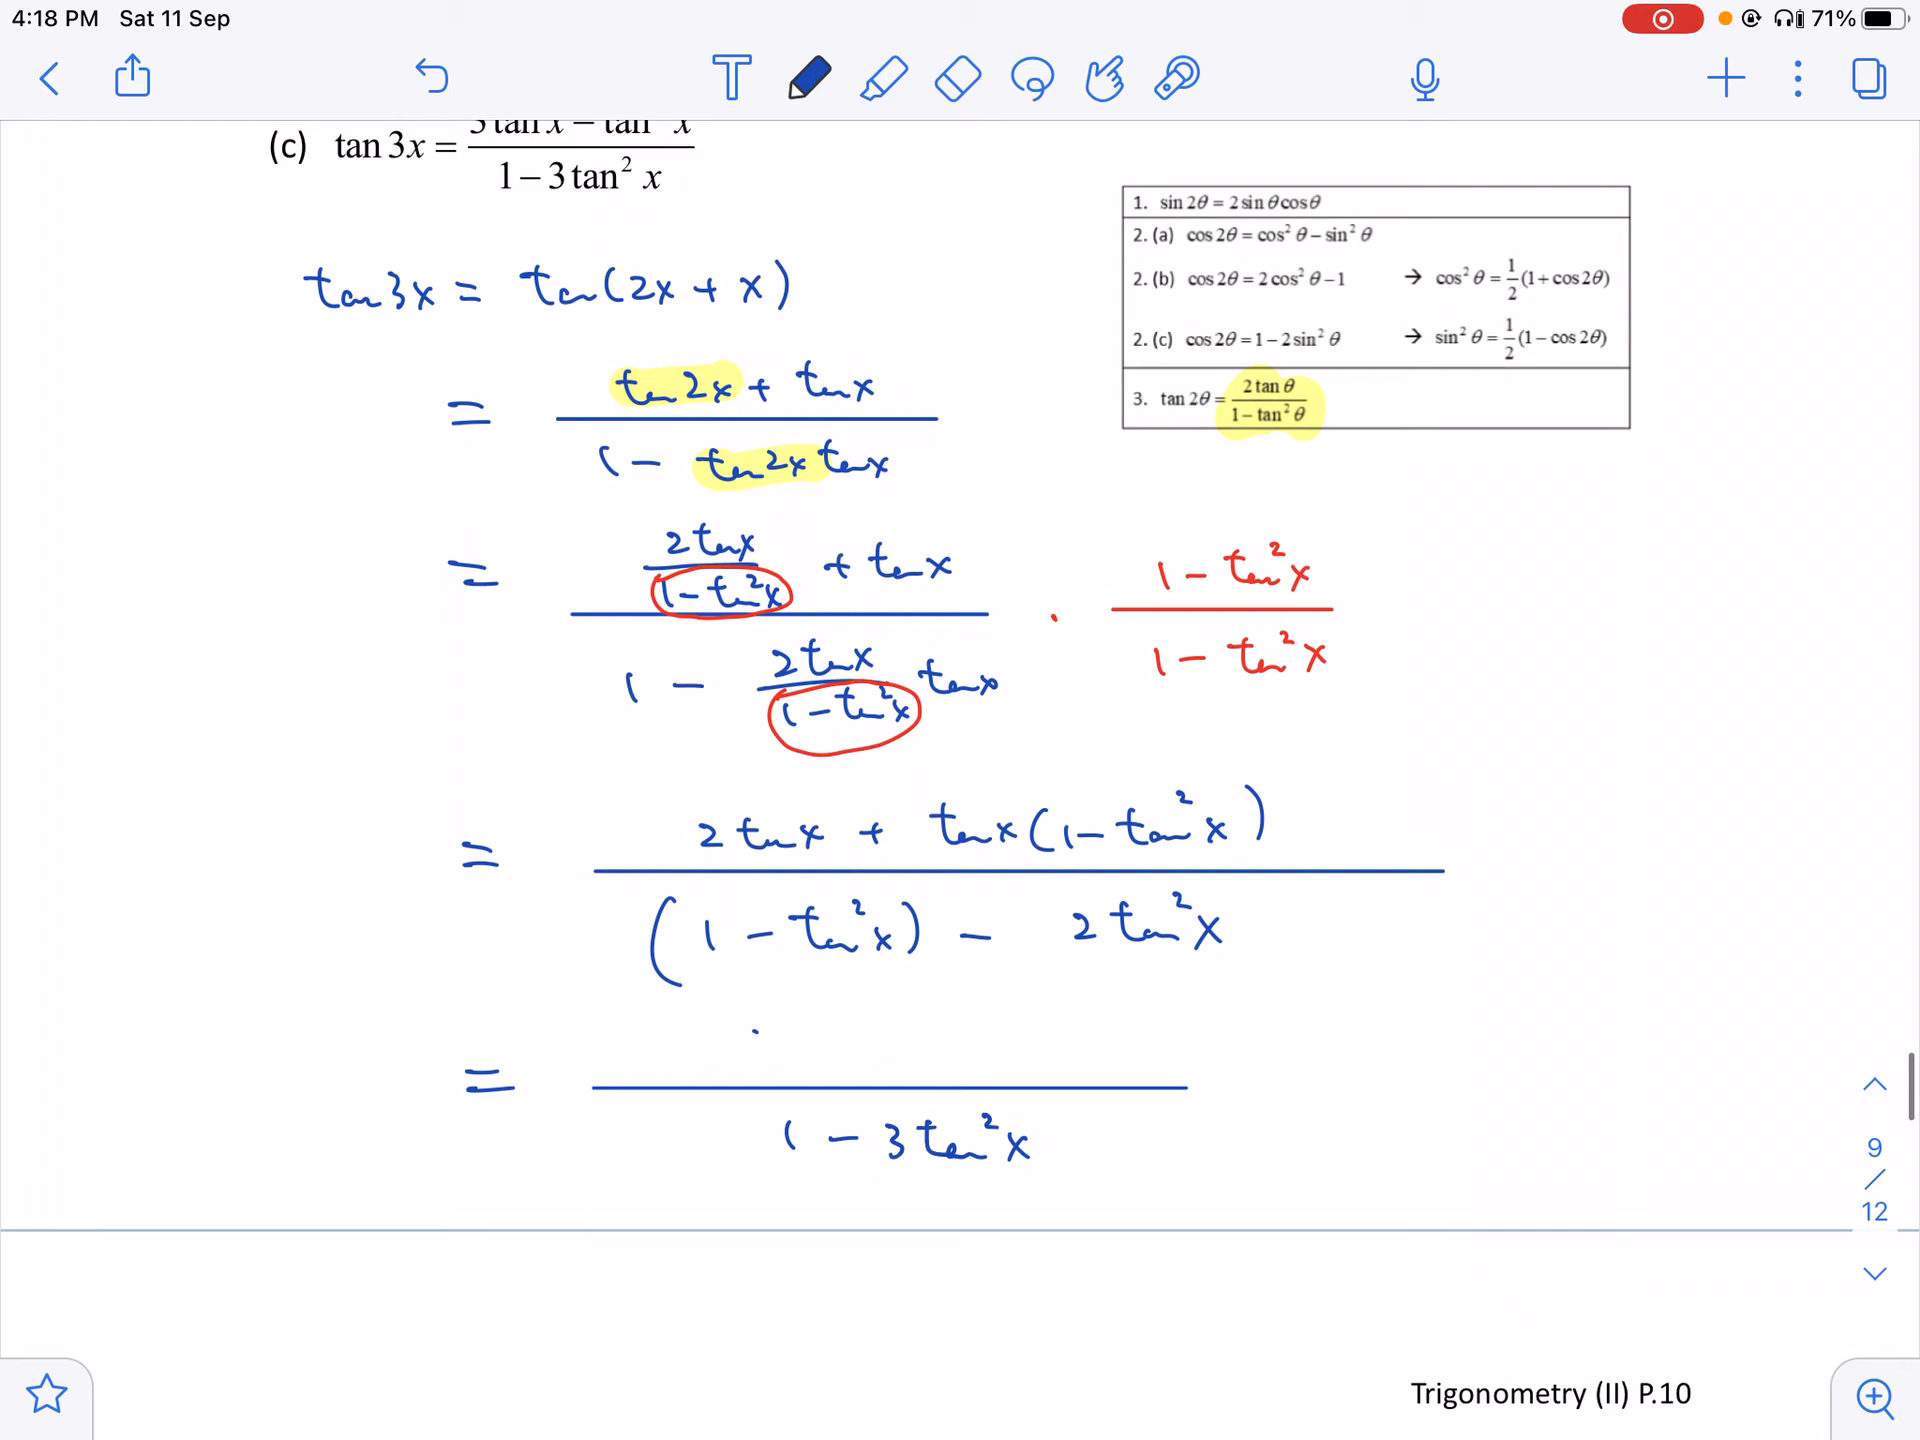 4:18 PM Sat 11 Sep
71%
(c) tan 3x = (3 tan x − tan x) / (1 − 3 tan² x)
1. sin 2θ = 2 sin θ cos θ
2. (a) cos 2θ = cos² θ − sin² θ
2. (b) cos 2θ = 2 cos² θ − 1 → cos² θ = 1/2 (1 + cos 2θ)
2. (c) cos 2θ = 1 − 2 sin² θ → sin² θ = 1/2 (1 − cos 2θ)
3. tan 2θ = 2 tan θ / (1 − tan² θ)
tan 3x = tan(2x + x)
= (tan 2x + tan x) / (1 − tan 2x tan x)
= (2 tan x / (1 − tan² x) + tan x) / (1 − 2 tan x / (1 − tan² x) tan x) · (1 − tan² x) / (1 − tan² x)
= (2 tan x + tan x (1 − tan² x)) / ((1 − tan² x) − 2 tan² x)
= / (1 − 3 tan² x)
9 / 12
Trigonometry (II) P.10